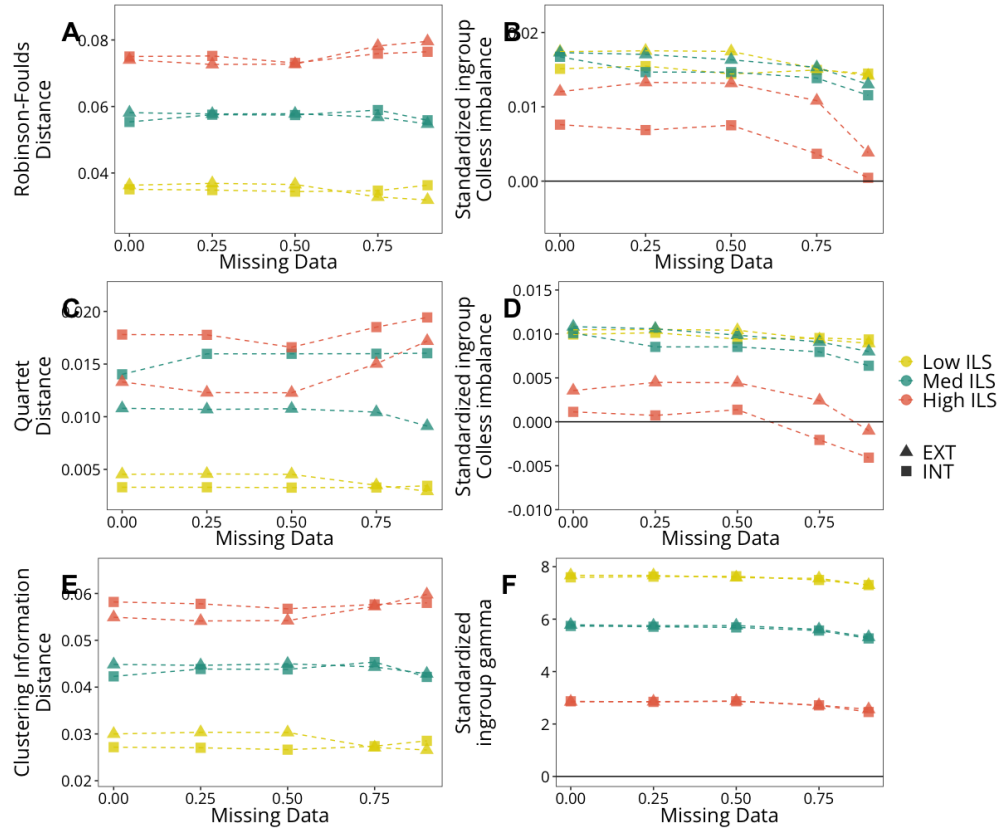 A
Robinson-Foulds
Distance
0.08
0.06
0.04
0.00
0.25
0.50
0.75
Missing Data
B
Standardized ingroup
Colless imbalance
0.01
0.00
0.00
0.25
0.50
0.75
Missing Data
C
Quartet
Distance
0.015
0.010
0.005
0.00
0.25
0.50
0.75
Missing Data
D
Standardized ingroup
Colless imbalance
0.015
0.010
0.005
0.000
-0.005
-0.010
0.00
0.25
0.50
0.75
Missing Data
Low ILS
Med ILS
High ILS
EXT
INT
E
Clustering Information
Distance
0.06
0.05
0.04
0.03
0.02
0.00
0.25
0.50
0.75
Missing Data
F
Standardized
ingroup gamma
8
6
4
2
0
0.00
0.25
0.50
0.75
Missing Data